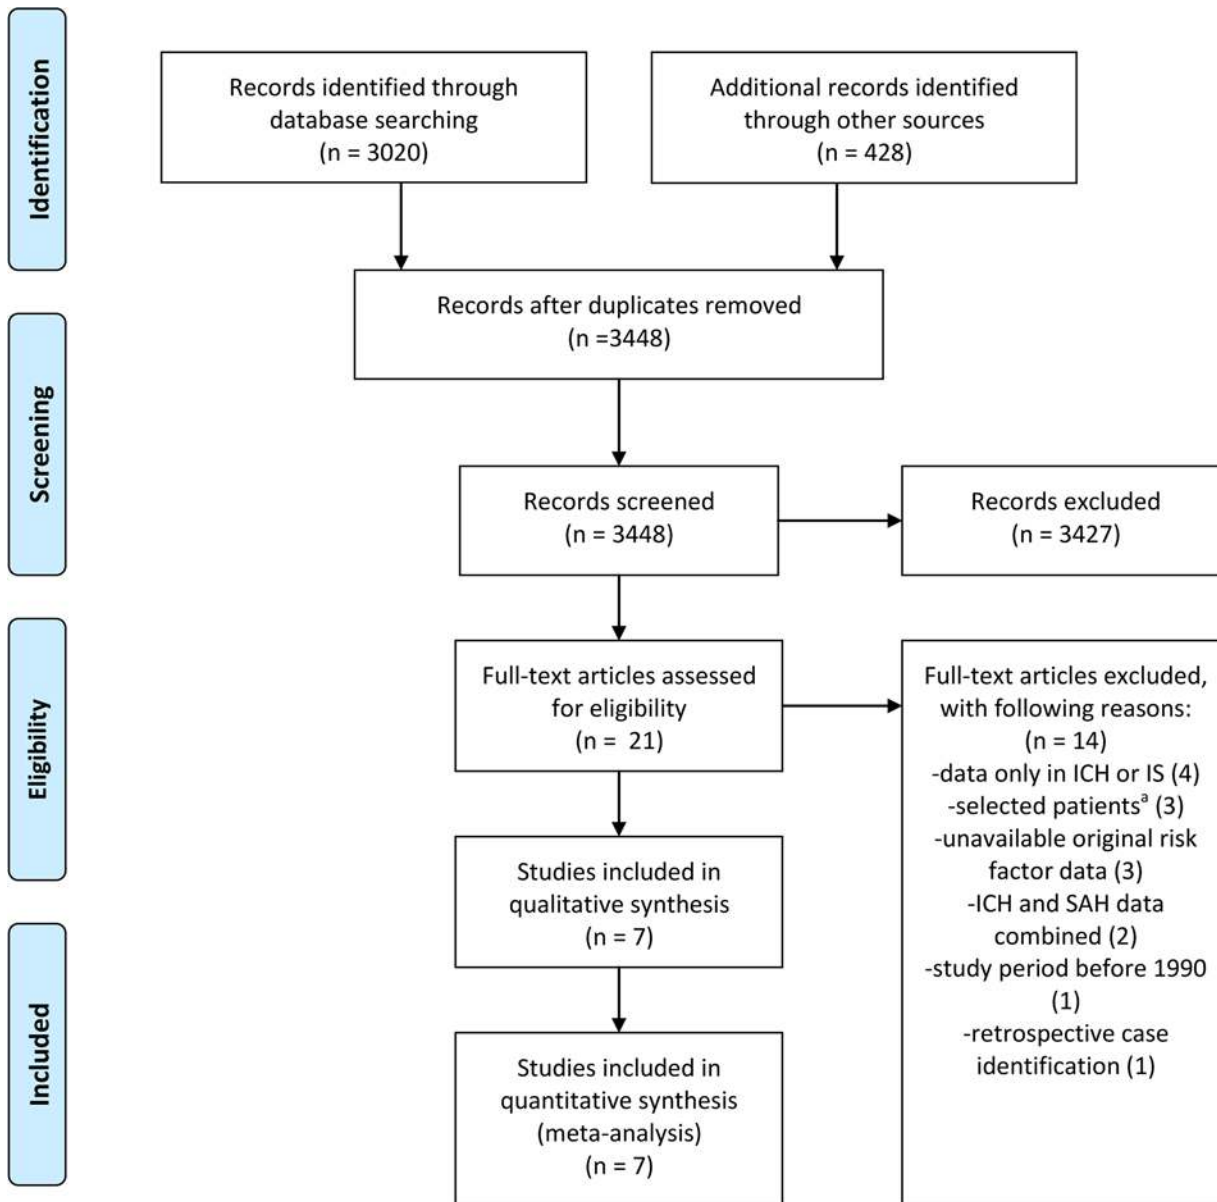 Identification
Records identified through
database searching
(n = 3020)
Additional records identified
through other sources
(n = 428)
Records after duplicates removed
(n =3448)
Screening
Records screened
(n = 3448)
Records excluded
(n = 3427)
Eligibility
Full-text articles assessed
for eligibility
(n = 21)
Full-text articles excluded,
with following reasons:
(n = 14)
-data only in ICH or IS (4)
-selected patientsᵃ (3)
-unavailable original risk
factor data (3)
-ICH and SAH data
combined (2)
-study period before 1990
(1)
-retrospective case
identification (1)
Studies included in
qualitative synthesis
(n = 7)
Included
Studies included in
quantitative synthesis
(meta-analysis)
(n = 7)